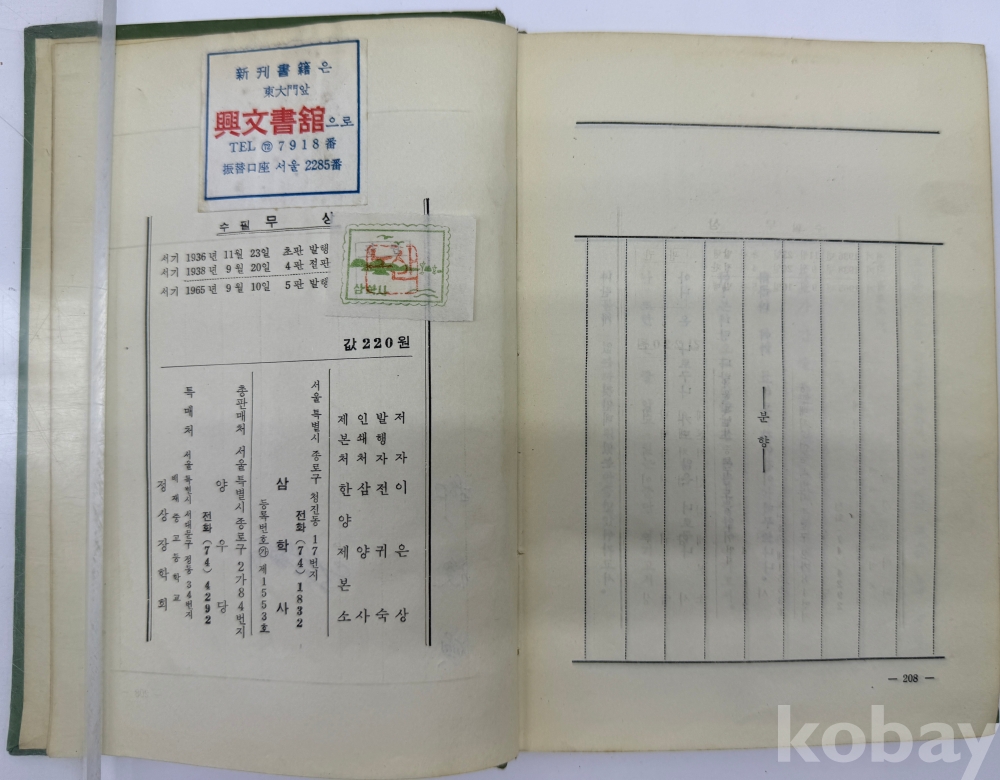 新刊書籍은
東大門앞
興文書舘으로
TEL ⑫ 7918番
振替口座 서울 2285番
수필 무 상
서기 1936년 11월 23일 초판 발행
서기 1938년 9월 20일 4판 절판
서기 1965년 9월 10일 5판 발행
삼학사
값 220원
저 자 이 은 상
발 행 자 전 귀 숙
인 쇄 처 삼 양 사
제 본 처 한 양 제 본 소
서울 특별시 종로구 청진동 17번지
삼 학 사
전화 (74) 1832
등록번호 제1553호
총판매처 서울 특별시 종로구 2가 84번지
양 우 당
전화 (74) 4292
특 매 처 서울 특별시 서대문구 정동 34번지
배 재 중 고 등 학 교
정 상 장 학 회
분 향
— 208 —
kobay